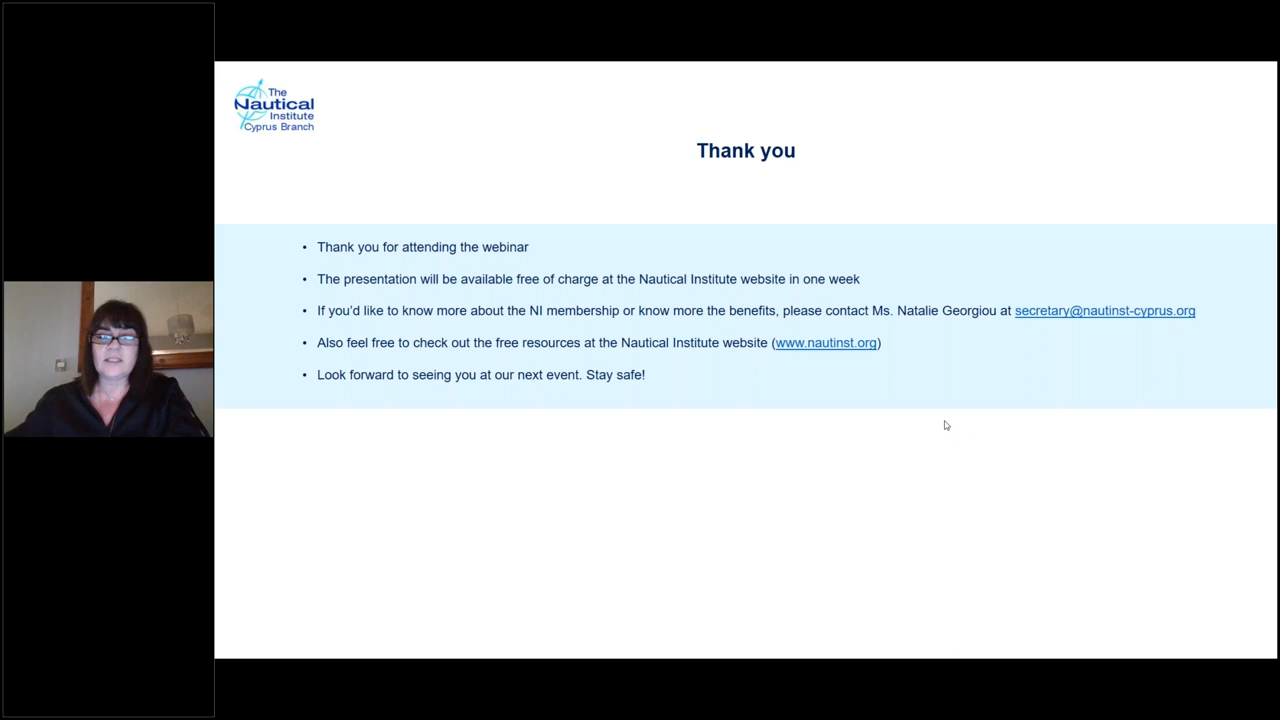 The
Nautical
Institute
Cyprus Branch
Thank you
• Thank you for attending the webinar
• The presentation will be available free of charge at the Nautical Institute website in one week
• If you’d like to know more about the NI membership or know more the benefits, please contact Ms. Natalie Georgiou at secretary@nautinst-cyprus.org
• Also feel free to check out the free resources at the Nautical Institute website (www.nautinst.org)
• Look forward to seeing you at our next event. Stay safe!